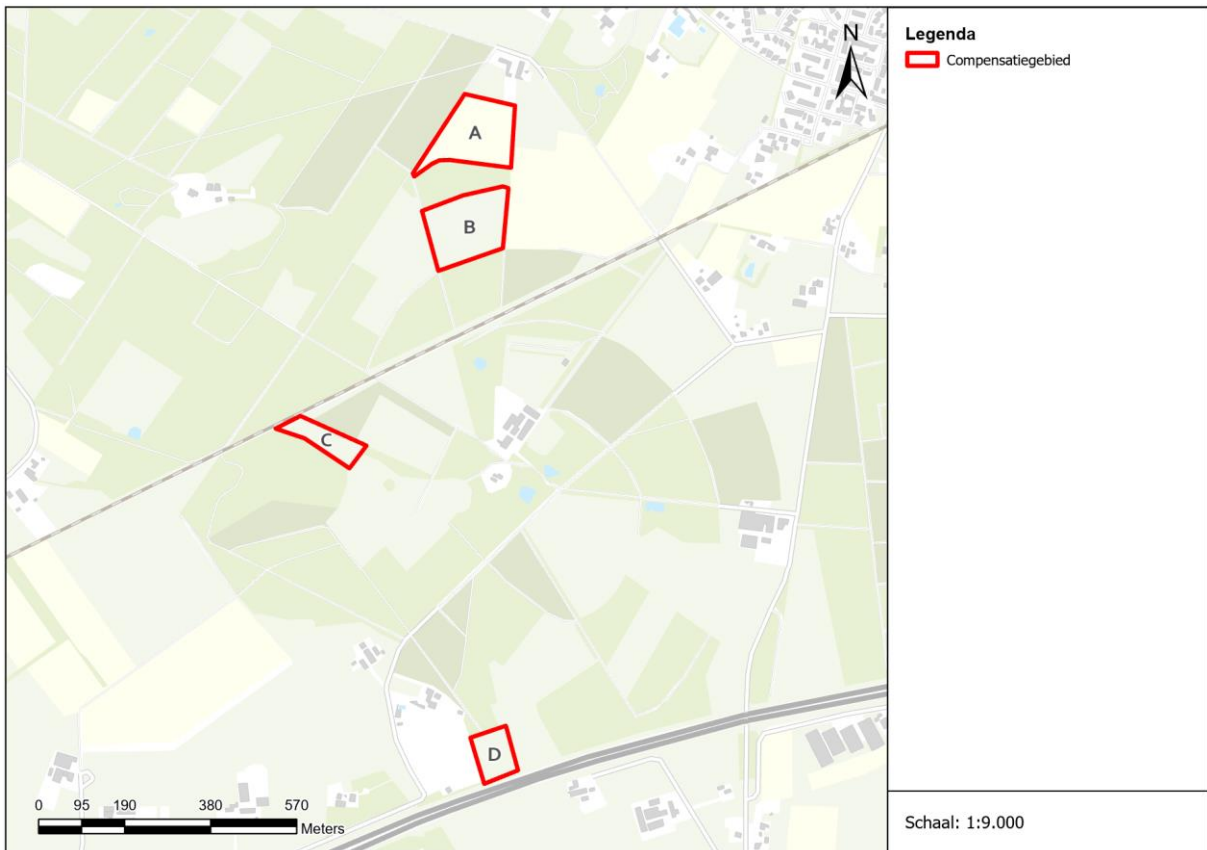 Legenda
Compensatiegebied
N
A
B
C
D
0 95 190 380 570
Meters
Schaal: 1:9.000